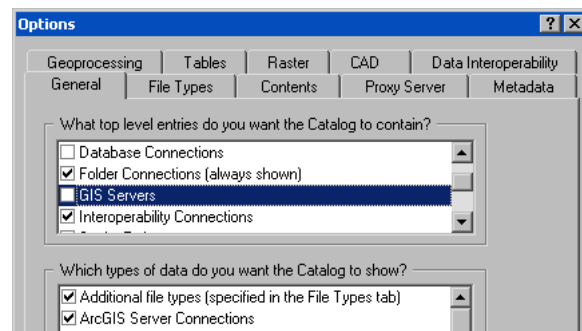 Options
Geoprocessing Tables Raster CAD Data Interoperability
General File Types Contents Proxy Server Metadata
What top level entries do you want the Catalog to contain?
Database Connections
Folder Connections (always shown)
GIS Servers
Interoperability Connections
Which types of data do you want the Catalog to show?
Additional file types (specified in the File Types tab)
ArcGIS Server Connections